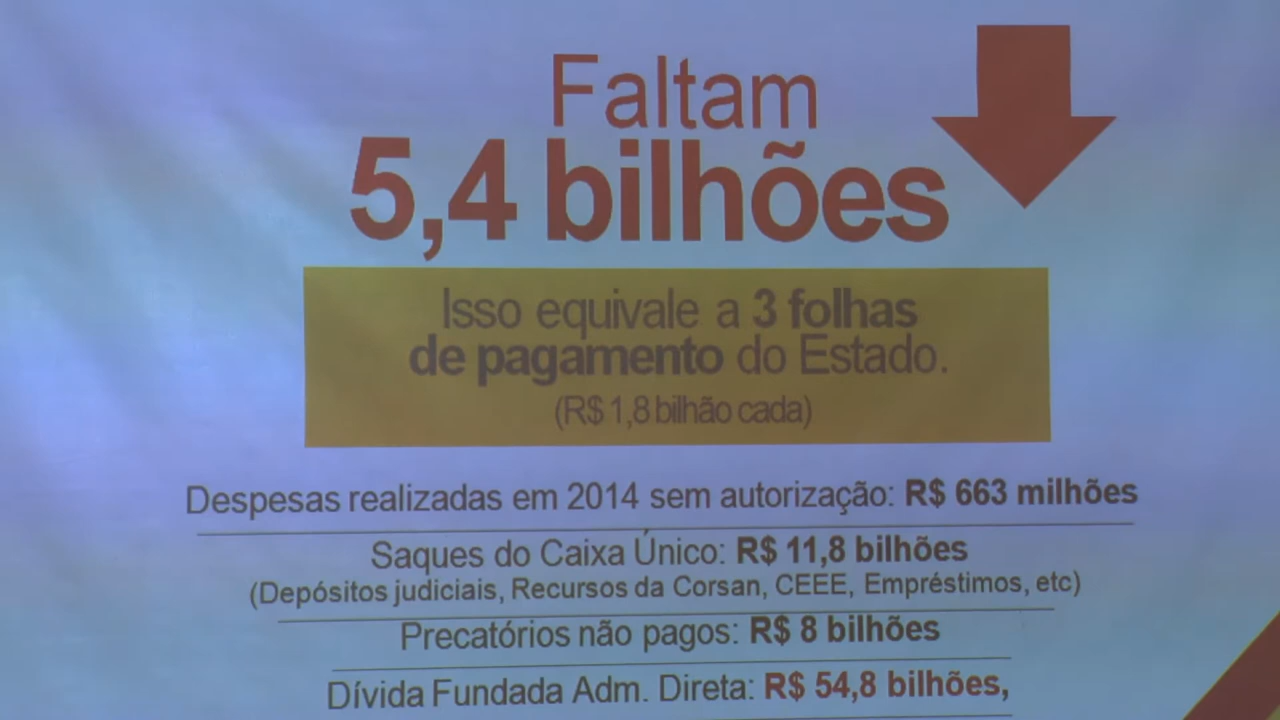 Faltam
5,4 bilhões
Isso equivale a 3 folhas
de pagamento do Estado.
(R$ 1,8 bilhão cada)
Despesas realizadas em 2014 sem autorização: R$ 663 milhões
Saques do Caixa Único: R$ 11,8 bilhões
(Depósitos judiciais, Recursos da Corsan, CEEE, Empréstimos, etc)
Precatórios não pagos: R$ 8 bilhões
Dívida Fundada Adm. Direta: R$ 54,8 bilhões,